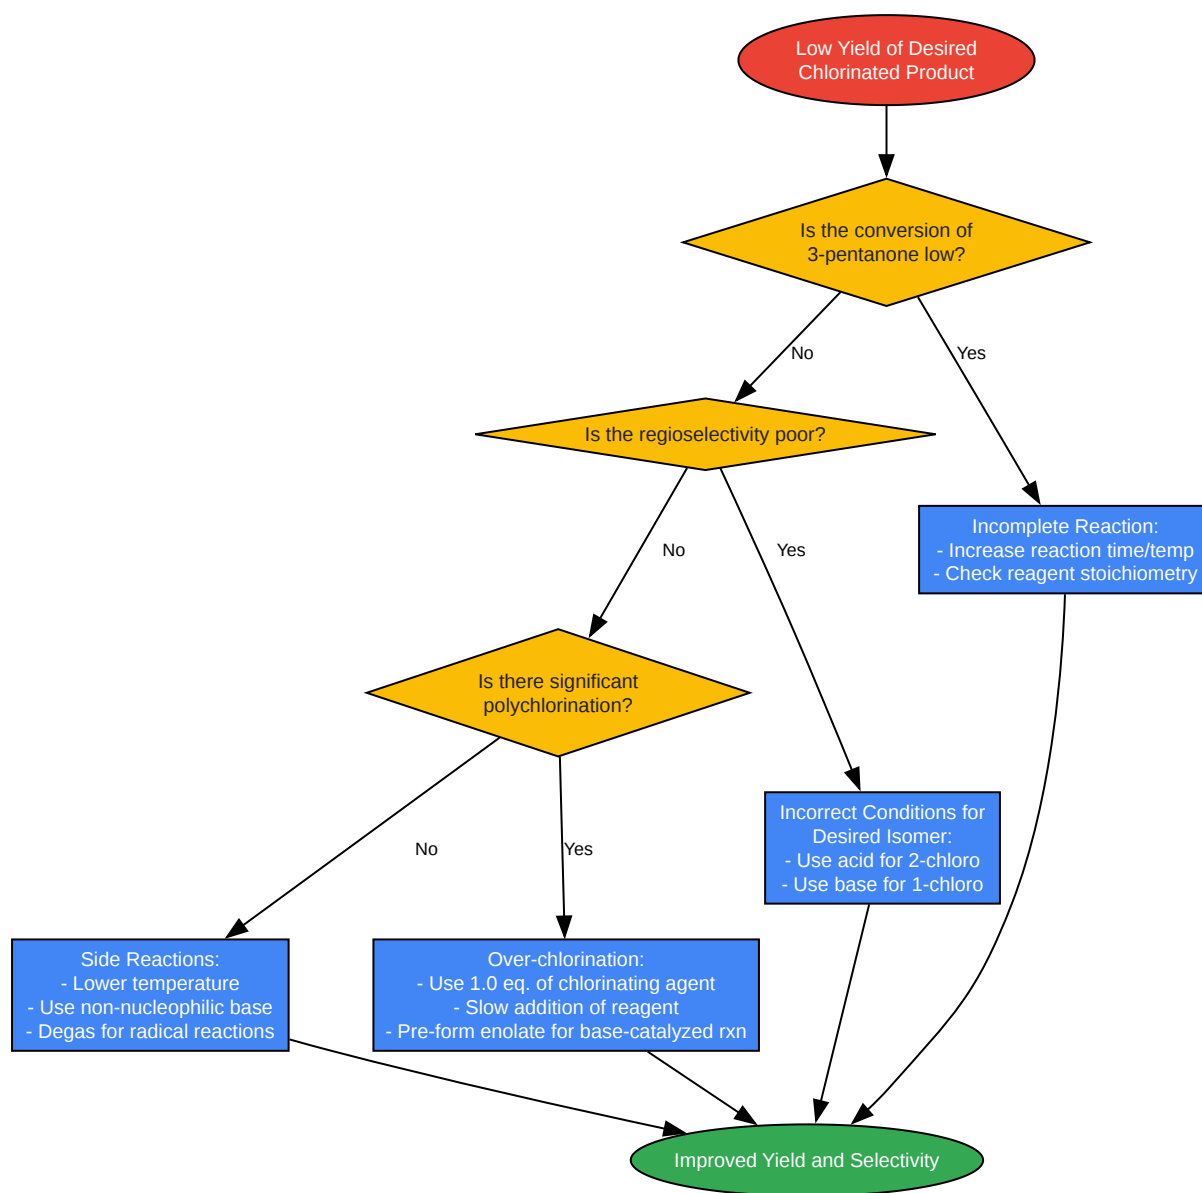 Low Yield of Desired
Chlorinated Product
Is the conversion of
3-pentanone low?
No
Yes
Is the regioselectivity poor?
Incomplete Reaction:
- Increase reaction time/temp
- Check reagent stoichiometry
No
Yes
Is there significant
polychlorination?
Incorrect Conditions for
Desired Isomer:
- Use acid for 2-chloro
- Use base for 1-chloro
No
Yes
Side Reactions:
- Lower temperature
- Use non-nucleophilic base
- Degas for radical reactions
Over-chlorination:
- Use 1.0 eq. of chlorinating agent
- Slow addition of reagent
- Pre-form enolate for base-catalyzed rxn
Improved Yield and Selectivity